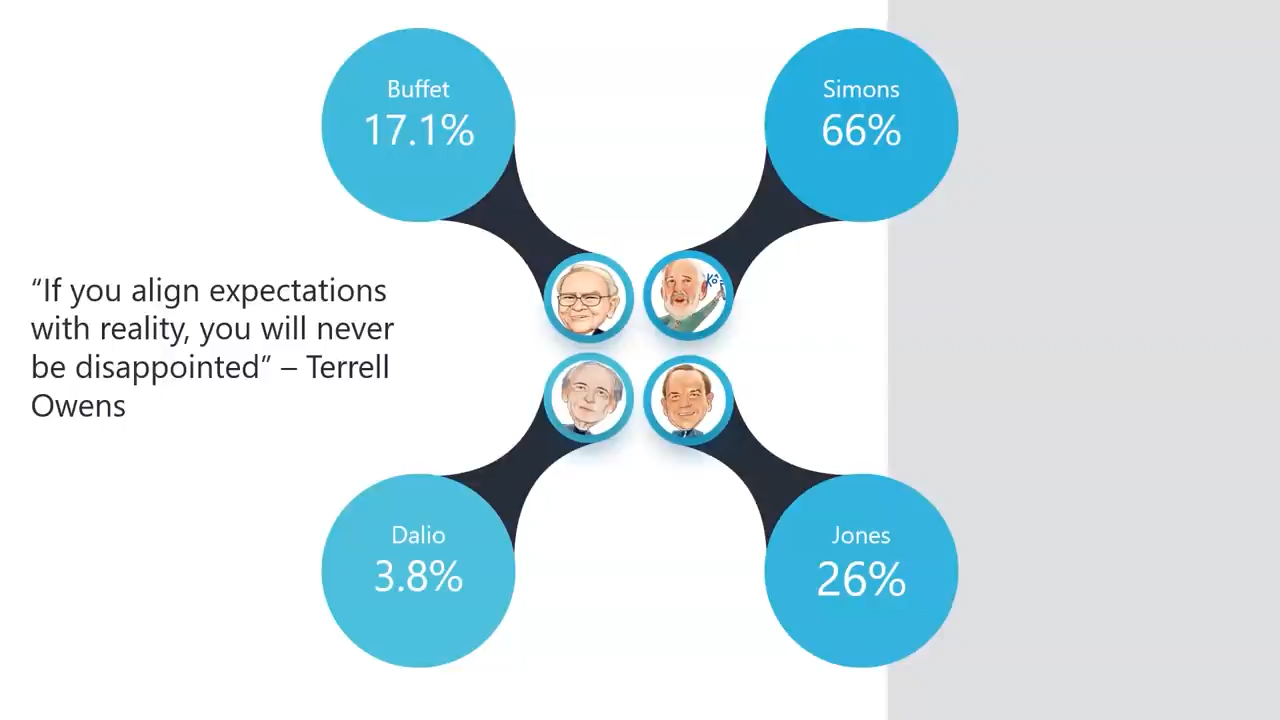 Buffet
17.1%
Simons
66%
“If you align expectations
with reality, you will never
be disappointed” – Terrell
Owens
Dalio
3.8%
Jones
26%